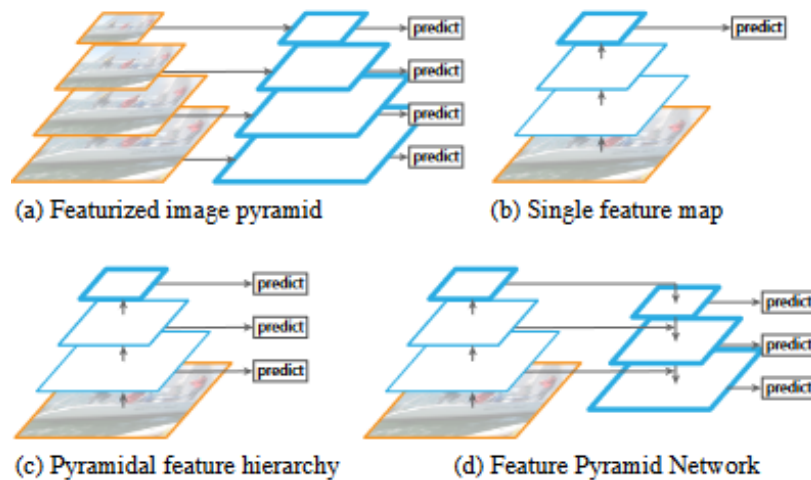 predict
predict
predict
predict
predict
(a) Featurized image pyramid
(b) Single feature map
predict
predict
predict
predict
predict
predict
(c) Pyramidal feature hierarchy
(d) Feature Pyramid Network